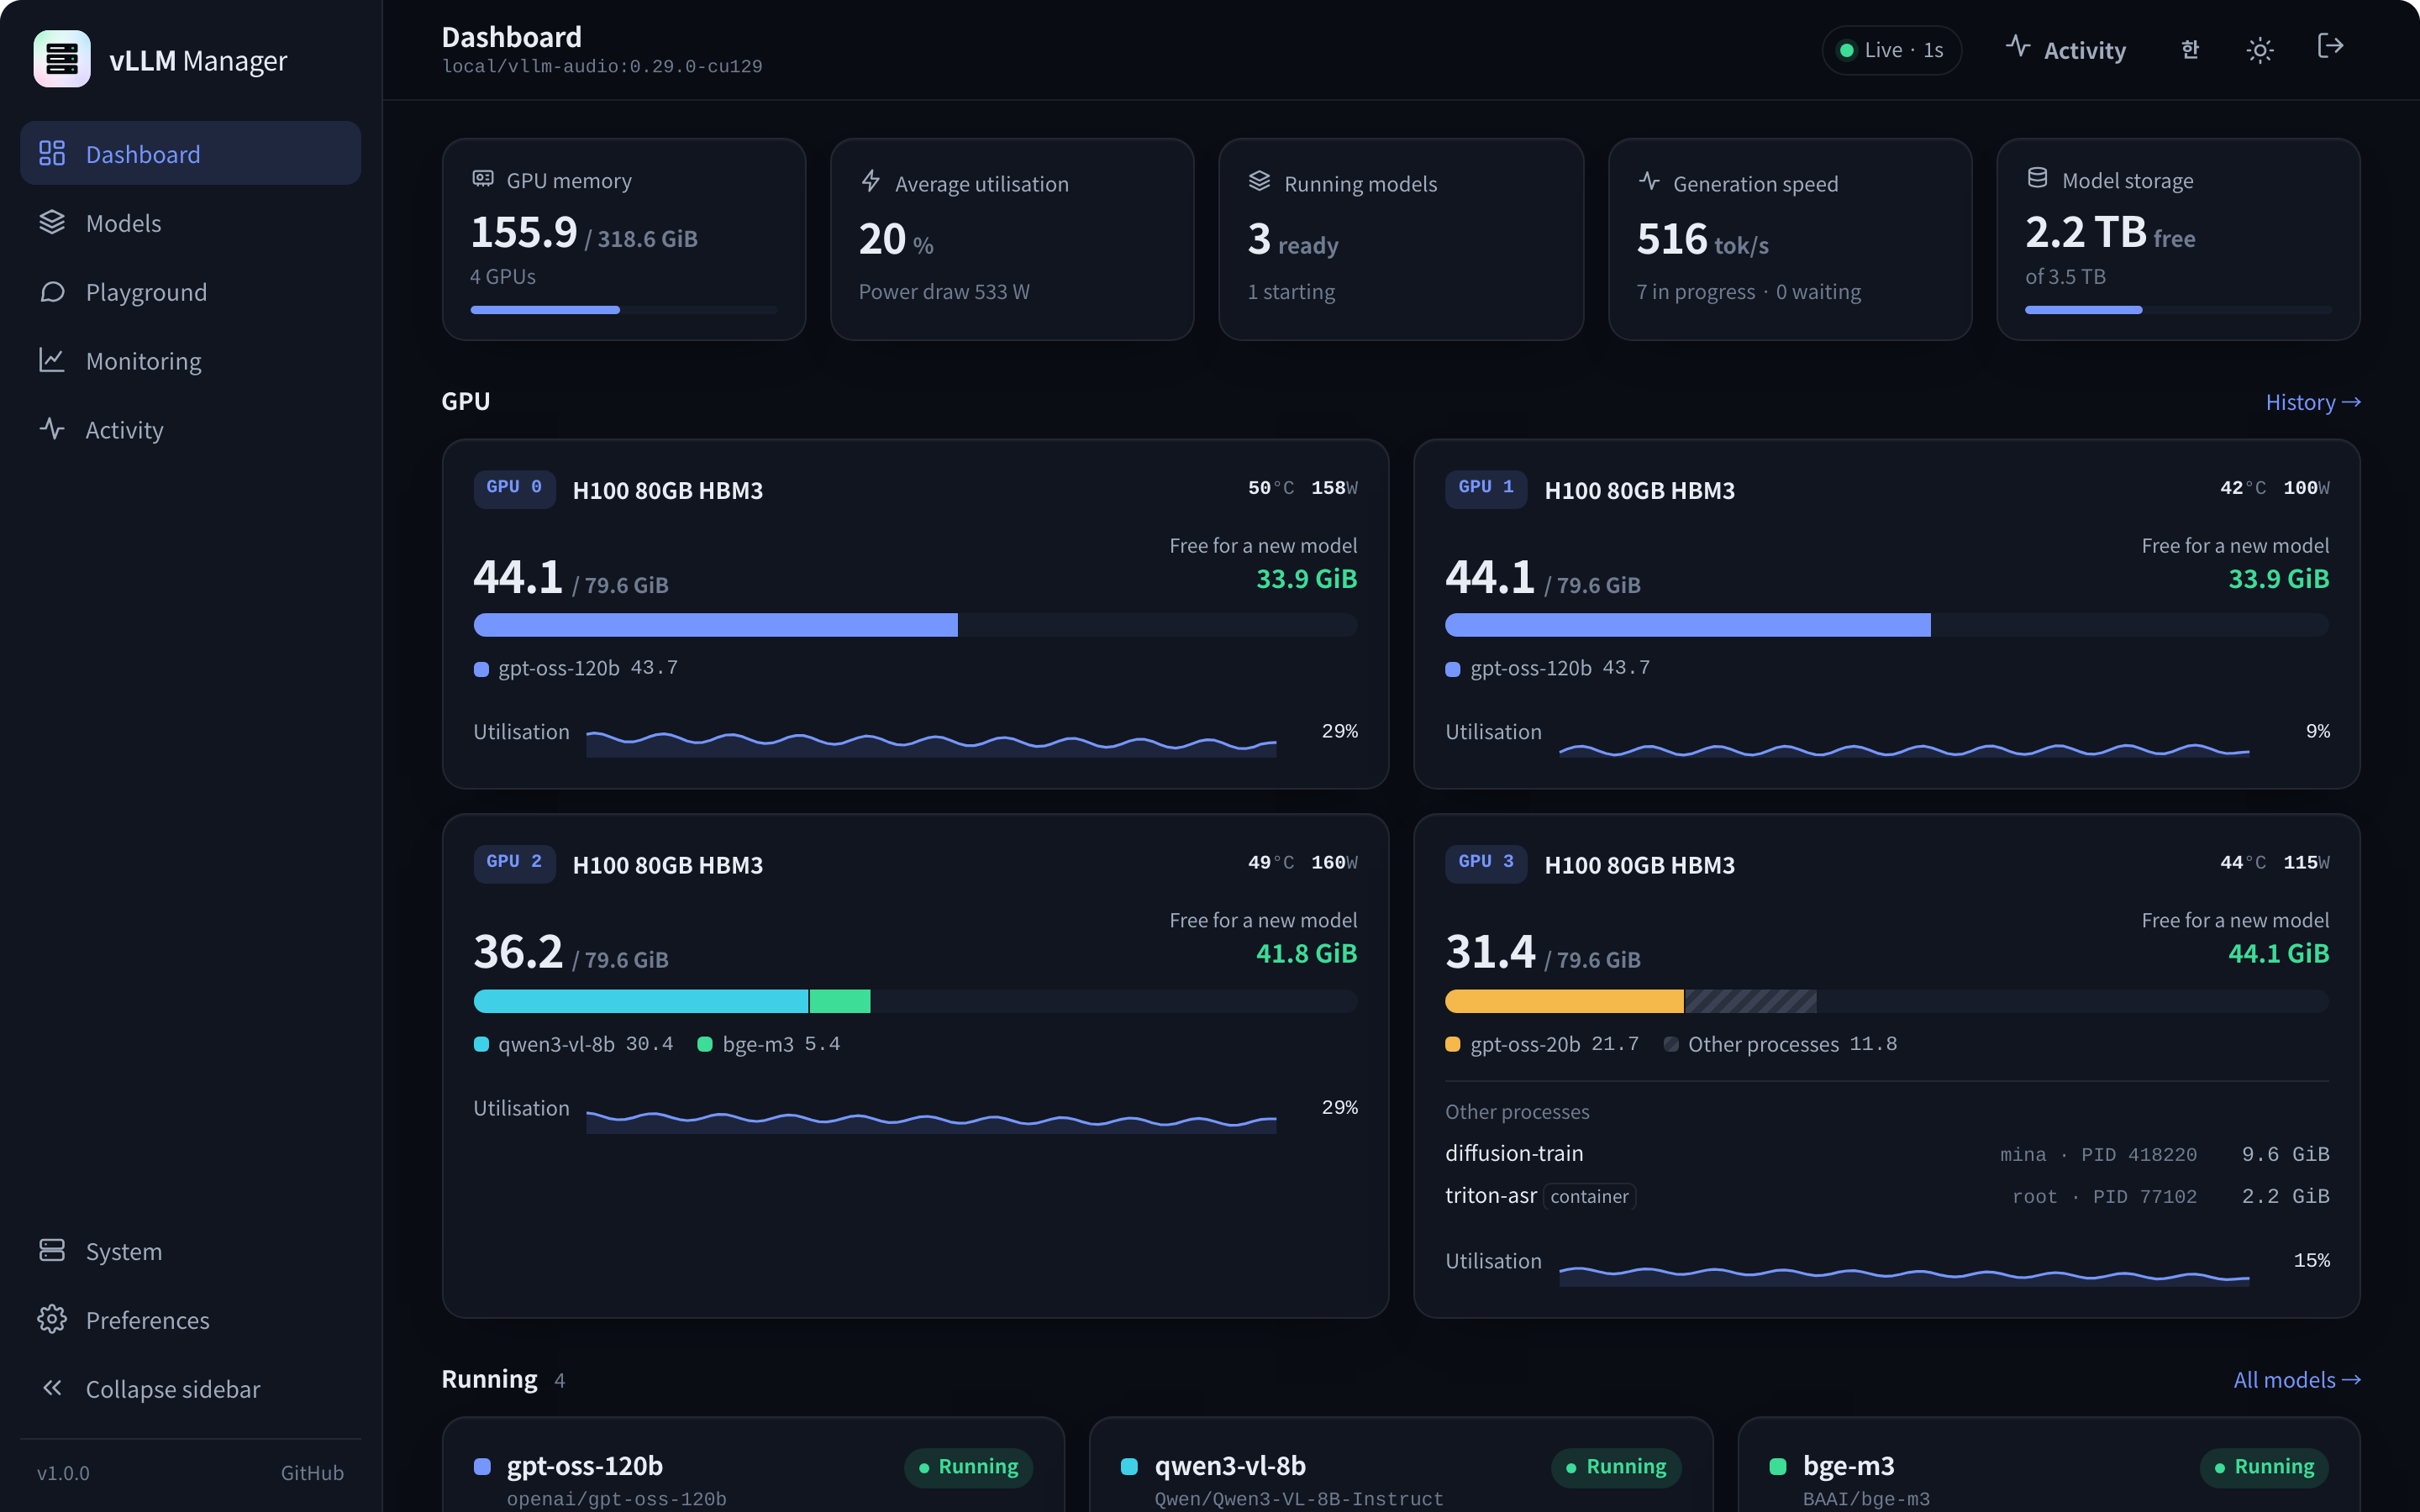 vLLM Manager
Dashboard
Models
Playground
Monitoring
Activity
System
Preferences
Collapse sidebar
v1.0.0 GitHub
Dashboard
local/vllm-audio:0.29.0-cu129
Live · 1s Activity 한
GPU memory
155.9 / 318.6 GiB
4 GPUs
Average utilisation
20 %
Power draw 533 W
Running models
3 ready
1 starting
Generation speed
516 tok/s
7 in progress · 0 waiting
Model storage
2.2 TB free
of 3.5 TB
GPU History →
GPU 0 H100 80GB HBM3 50°C 158W
Free for a new model
44.1 / 79.6 GiB 33.9 GiB
gpt-oss-120b 43.7
Utilisation 29%
GPU 1 H100 80GB HBM3 42°C 100W
Free for a new model
44.1 / 79.6 GiB 33.9 GiB
gpt-oss-120b 43.7
Utilisation 9%
GPU 2 H100 80GB HBM3 49°C 160W
Free for a new model
36.2 / 79.6 GiB 41.8 GiB
qwen3-vl-8b 30.4 bge-m3 5.4
Utilisation 29%
GPU 3 H100 80GB HBM3 44°C 115W
Free for a new model
31.4 / 79.6 GiB 44.1 GiB
gpt-oss-20b 21.7 Other processes 11.8
Other processes
diffusion-train mina · PID 418220 9.6 GiB
triton-asr container root · PID 77102 2.2 GiB
Utilisation 15%
Running 4 All models →
gpt-oss-120b Running
openai/gpt-oss-120b
qwen3-vl-8b Running
Qwen/Qwen3-VL-8B-Instruct
bge-m3 Running
BAAI/bge-m3